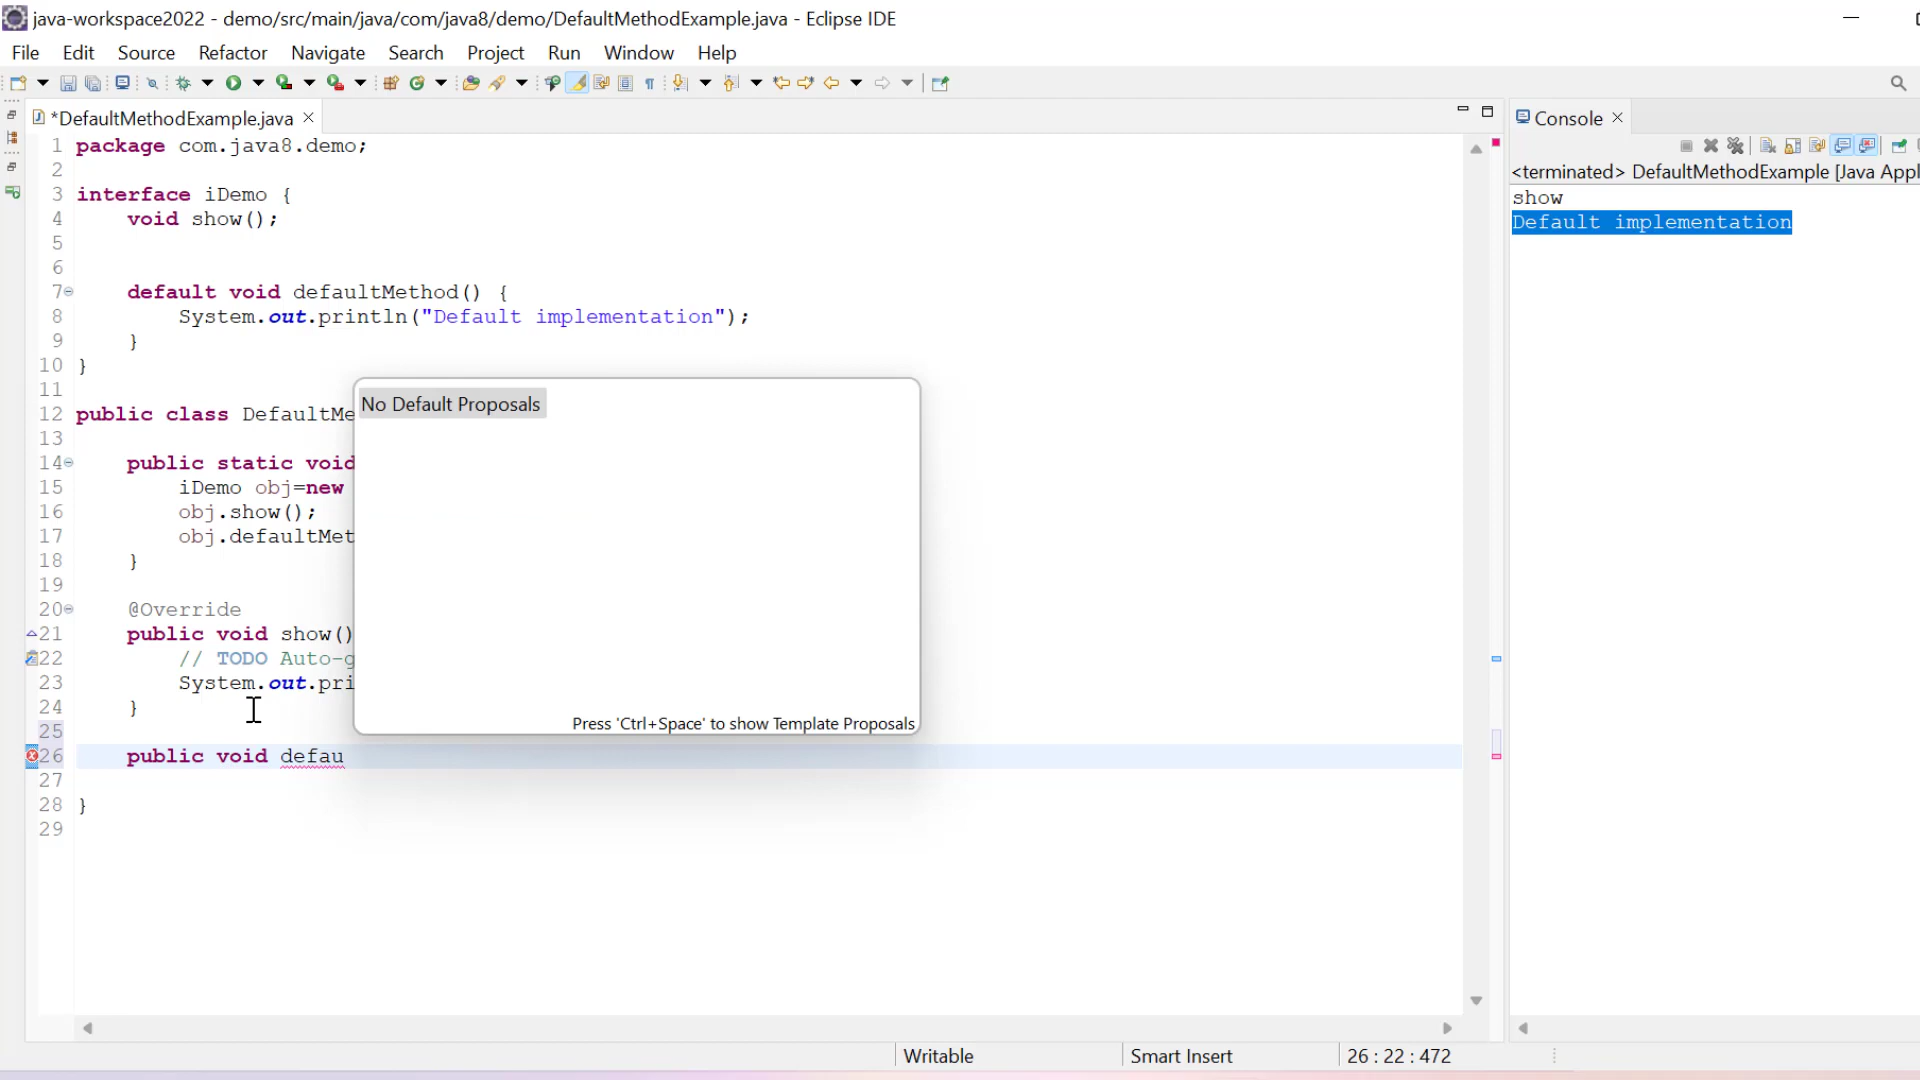 java-workspace2022 - demo/src/main/java/com/java8/demo/DefaultMethodExample.java - Eclipse IDE
File Edit Source Refactor Navigate Search Project Run Window Help
*DefaultMethodExample.java
1 package com.java8.demo;
2
3 interface iDemo {
4 void show();
5
6
7 default void defaultMethod() {
8 System.out.println("Default implementation");
9 }
10 }
11
12 public class DefaultMe
13
14 public static void
15 iDemo obj=new
16 obj.show();
17 obj.defaultMet
18 }
19
20 @Override
21 public void show()
22 // TODO Auto-g
23 System.out.pri
24 }
25
26 public void defau
27
28 }
29
No Default Proposals
Press 'Ctrl+Space' to show Template Proposals
Console
<terminated> DefaultMethodExample [Java Appl
show
Default implementation
Writable Smart Insert 26 : 22 : 472